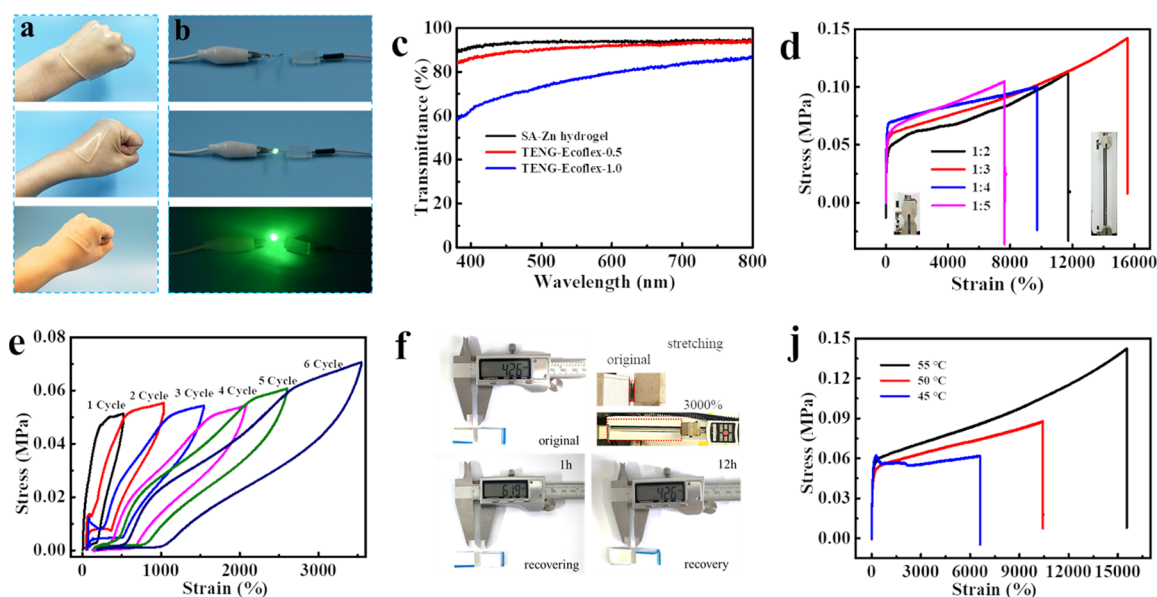 a
b
c
Transmittance (%)
100
80
60
40
20
0
SA-Zn hydrogel
TENG-Ecoflex-0.5
TENG-Ecoflex-1.0
400
500
600
700
800
Wavelength (nm)
d
Stress (MPa)
0.10
0.05
0.00
1:2
1:3
1:4
1:5
0
4000
8000
12000
16000
Strain (%)
e
Stress (MPa)
0.08
0.06
0.04
0.02
0.00
1 Cycle
2 Cycle
3 Cycle
4 Cycle
5 Cycle
6 Cycle
0
1000
2000
3000
Strain (%)
f
original
stretching
original
3000%
1h
recovering
12h
recovery
j
Stress (MPa)
0.15
0.12
0.09
0.06
0.03
0.00
55 °C
50 °C
45 °C
0
3000
6000
9000
12000
15000
Strain (%)